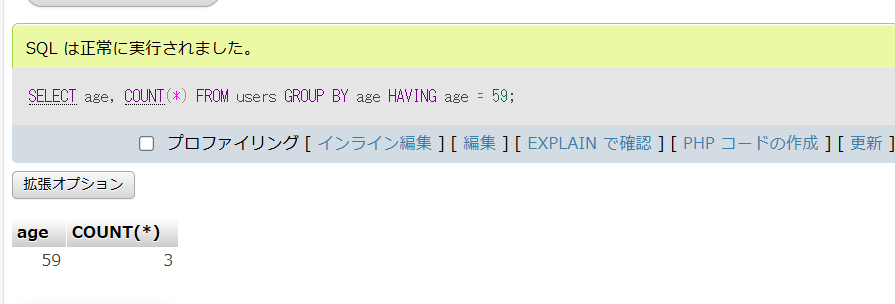 SQL は正常に実行されました。
SELECT age, COUNT(*) FROM users GROUP BY age HAVING age = 59;
プロファイリング [ インライン編集 ] [ 編集 ] [ EXPLAIN で確認 ] [ PHP コードの作成 ] [ 更新 ]
拡張オプション
age COUNT(*)
59 3